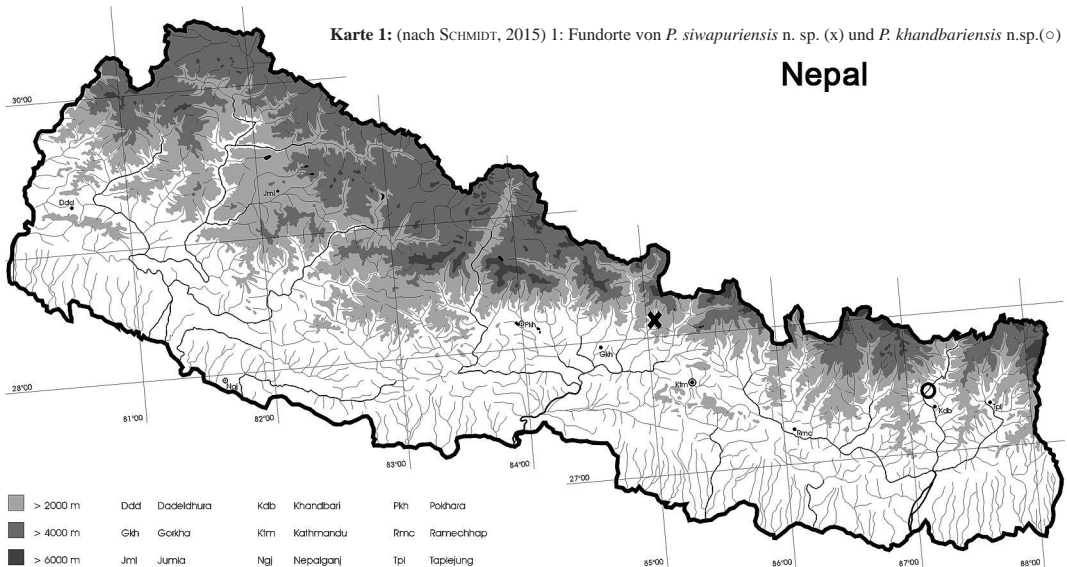 Karte 1: (nach SCHMIDT, 2015) 1: Fundorte von P. siwapuriensis n. sp. (x) und P. khandbariensis n.sp.(○)
Nepal
30°00
Jml
Ddd
Pkh
Gkh
28°00
Ngj
Ktm
Kdb
Tpl
81°00
82°00
Rmc
83°00
84°00
27°00
> 2000 m Ddd Dadeldhura Kdb Khandbari Pkh Pokhara
> 4000 m Gkh Gorkha Ktm Kathmandu Rmc Ramechhap
> 6000 m Jml Jumla Ngj Nepalganj Tpl Taplejung
85°00
86°00
87°00
88°00